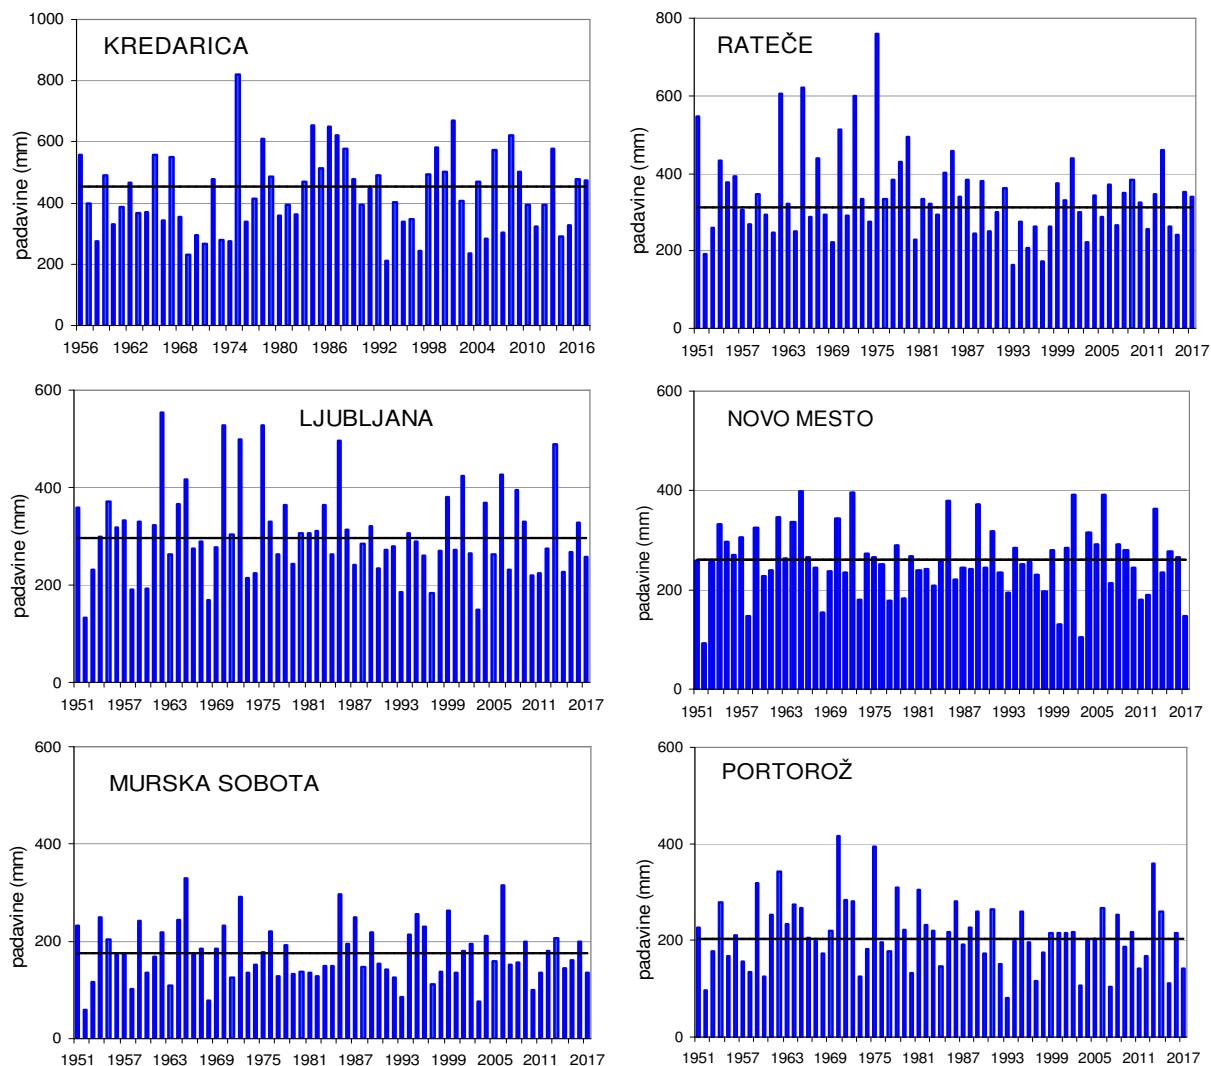 KREDARICA
padavine (mm)
1000
800
600
400
200
0
1956 1962 1968 1974 1980 1986 1992 1998 2004 2010 2016
RATEČE
padavine (mm)
800
600
400
200
0
1951 1957 1963 1969 1975 1981 1987 1993 1999 2005 2011 2017
LJUBLJANA
padavine (mm)
600
400
200
0
1951 1957 1963 1969 1975 1981 1987 1993 1999 2005 2011 2017
NOVO MESTO
padavine (mm)
600
400
200
0
1951 1957 1963 1969 1975 1981 1987 1993 1999 2005 2011 2017
MURSKA SOBOTA
padavine (mm)
600
400
200
0
1951 1957 1963 1969 1975 1981 1987 1993 1999 2005 2011 2017
PORTOROŽ
padavine (mm)
600
400
200
0
1951 1957 1963 1969 1975 1981 1987 1993 1999 2005 2011 2017